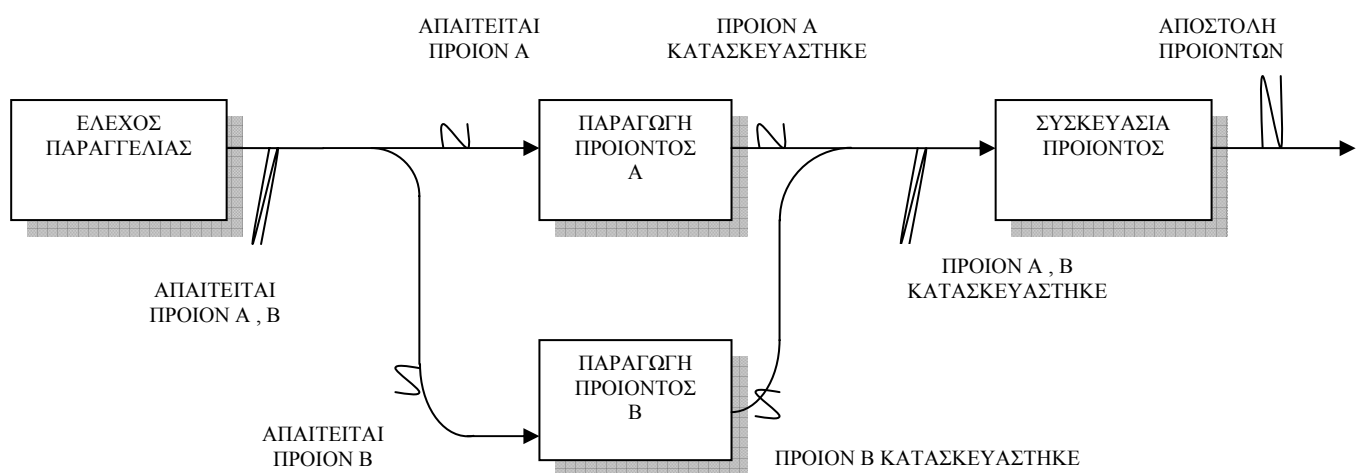 ΑΠΑΙΤΕΙΤΑΙ
ΠΡΟΙΟΝ Α
ΠΡΟΙΟΝ Α
ΚΑΤΑΣΚΕΥΑΣΤΗΚΕ
ΑΠΟΣΤΟΛΗ
ΠΡΟΙΟΝΤΩΝ
ΕΛΕΧΟΣ
ΠΑΡΑΓΓΕΛΙΑΣ
ΠΑΡΑΓΩΓΗ
ΠΡΟΙΟΝΤΟΣ
Α
ΣΥΣΚΕΥΑΣΙΑ
ΠΡΟΙΟΝΤΟΣ
ΑΠΑΙΤΕΙΤΑΙ
ΠΡΟΙΟΝ Α , Β
ΠΡΟΙΟΝ Α , Β
ΚΑΤΑΣΚΕΥΑΣΤΗΚΕ
ΠΑΡΑΓΩΓΗ
ΠΡΟΙΟΝΤΟΣ
Β
ΑΠΑΙΤΕΙΤΑΙ
ΠΡΟΙΟΝ Β
ΠΡΟΙΟΝ Β ΚΑΤΑΣΚΕΥΑΣΤΗΚΕ